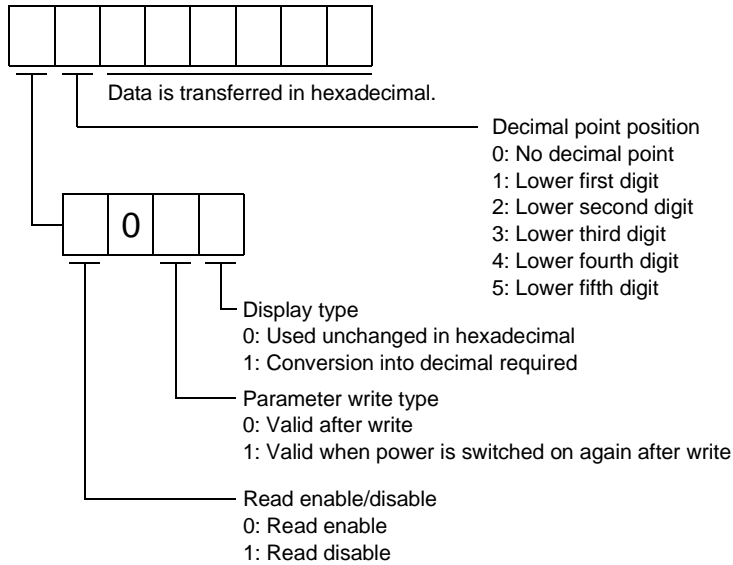 Data is transferred in hexadecimal.
Decimal point position
0: No decimal point
1: Lower first digit
2: Lower second digit
3: Lower third digit
4: Lower fourth digit
5: Lower fifth digit
0
Display type
0: Used unchanged in hexadecimal
1: Conversion into decimal required
Parameter write type
0: Valid after write
1: Valid when power is switched on again after write
Read enable/disable
0: Read enable
1: Read disable